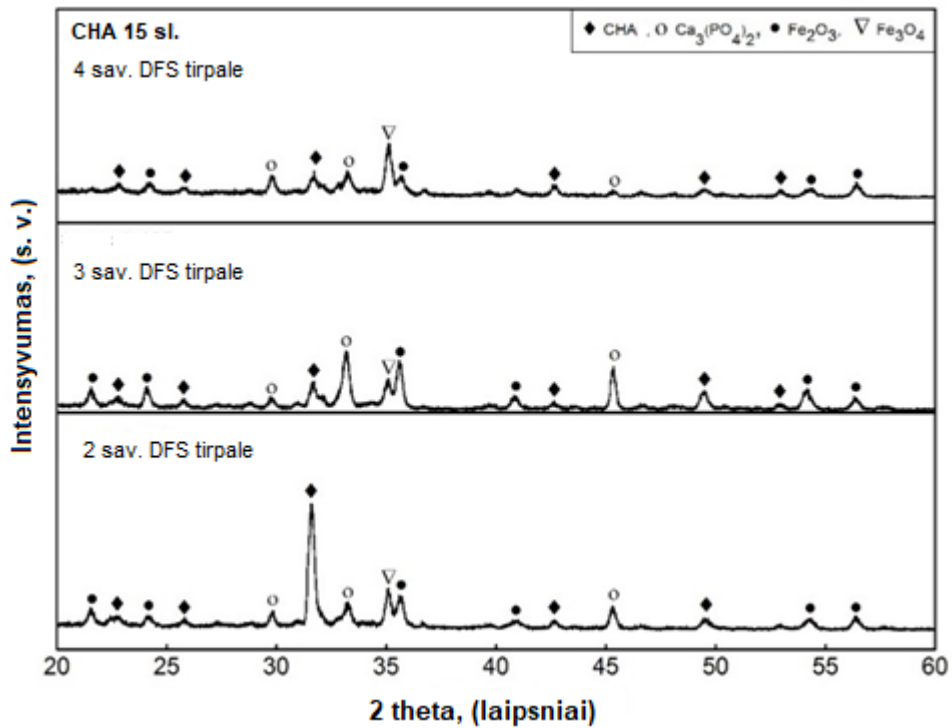 CHA 15 sl.
◆ CHA , o Ca₃(PO₄)₂, ● Fe₂O₃, ∇ Fe₃O₄
4 sav. DFS tirpale
3 sav. DFS tirpale
2 sav. DFS tirpale
Intensyvumas, (s. v.)
20 25 30 35 40 45 50 55 60
2 theta, (laipsniai)